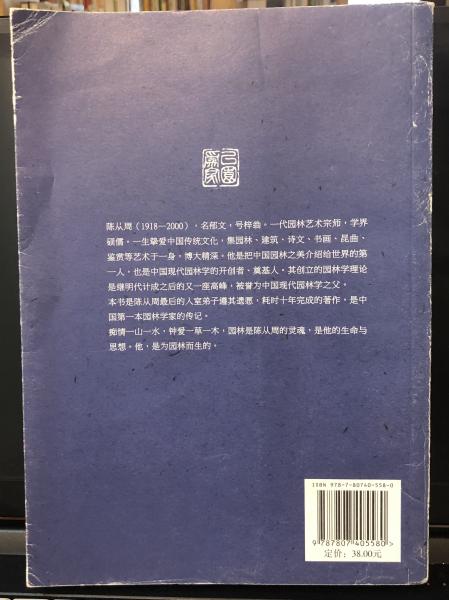 陈从周（1918—2000），名郁文，号梓翁。一代园林艺术宗师，学界
硕儒。一生挚爱中国传统文化，集园林、建筑、诗文、书画、昆曲、
鉴赏等艺术于一身，博大精深。他是把中国园林之美介绍给世界的第
一人，也是中国现代园林学的开创者、奠基人，其创立的园林学理论
是继明代计成之后的又一座高峰，被誉为中国现代园林学之父。
本书是陈从周最后的入室弟子遵其遗愿，耗时十年完成的著作，是中
国第一本园林学家的传记。
痴情一山一水，钟爱一草一木，园林是陈从周的灵魂，是他的生命与
思想。他，是为园林而生的。
ISBN 978-7-80740-558-0
9 787807 405580 >
定价：38.00元